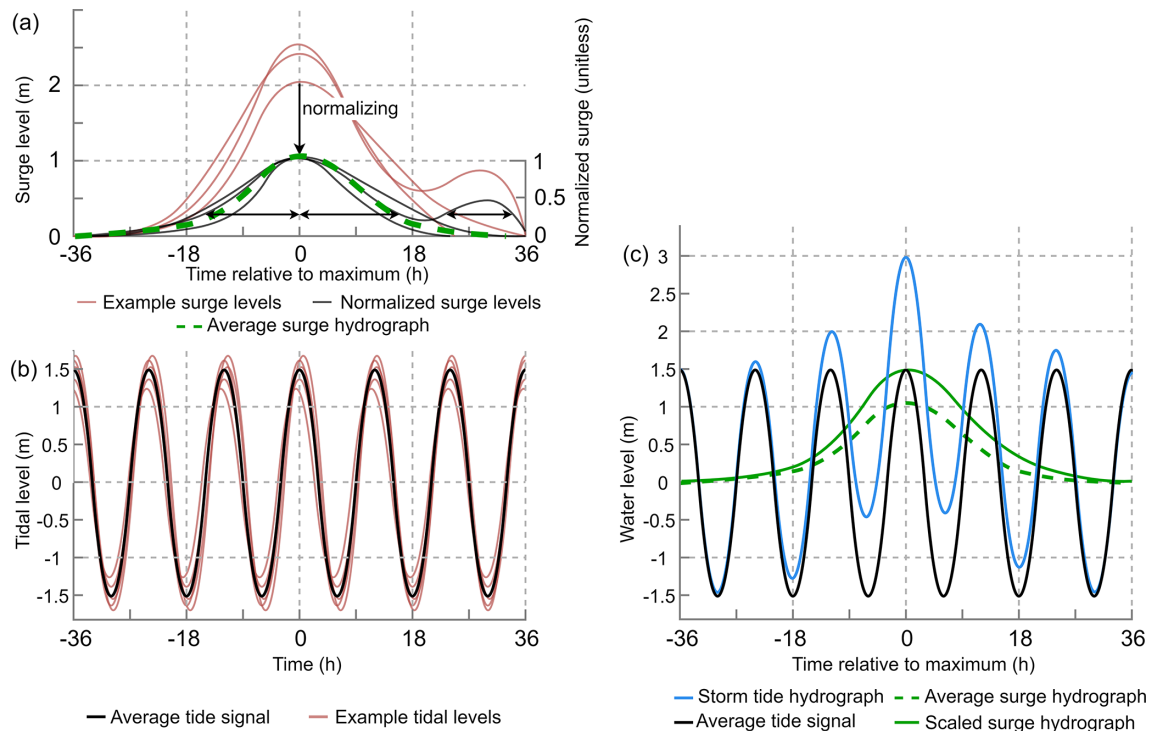 (a)
Surge level (m)
2
1
0
normalizing
1
0.5
0
Normalized surge (unitless)
-36
-18
0
18
36
Time relative to maximum (h)
Example surge levels
Normalized surge levels
Average surge hydrograph
(b)
Tidal level (m)
1.5
1
0.5
0
-0.5
-1
-1.5
-36
-18
0
18
36
Time (h)
Average tide signal
Example tidal levels
(c)
Water level (m)
3
2.5
2
1.5
1
0.5
0
-0.5
-1
-1.5
-36
-18
0
18
36
Time relative to maximum (h)
Storm tide hydrograph
Average surge hydrograph
Average tide signal
Scaled surge hydrograph